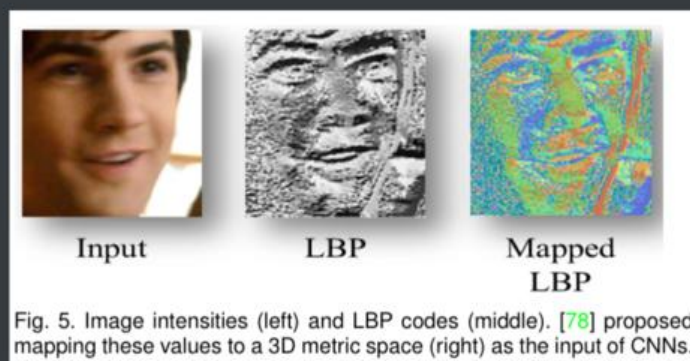 Input LBP Mapped
LBP
Fig. 5. Image intensities (left) and LBP codes (middle). [78] proposed
mapping these values to a 3D metric space (right) as the input of CNNs.